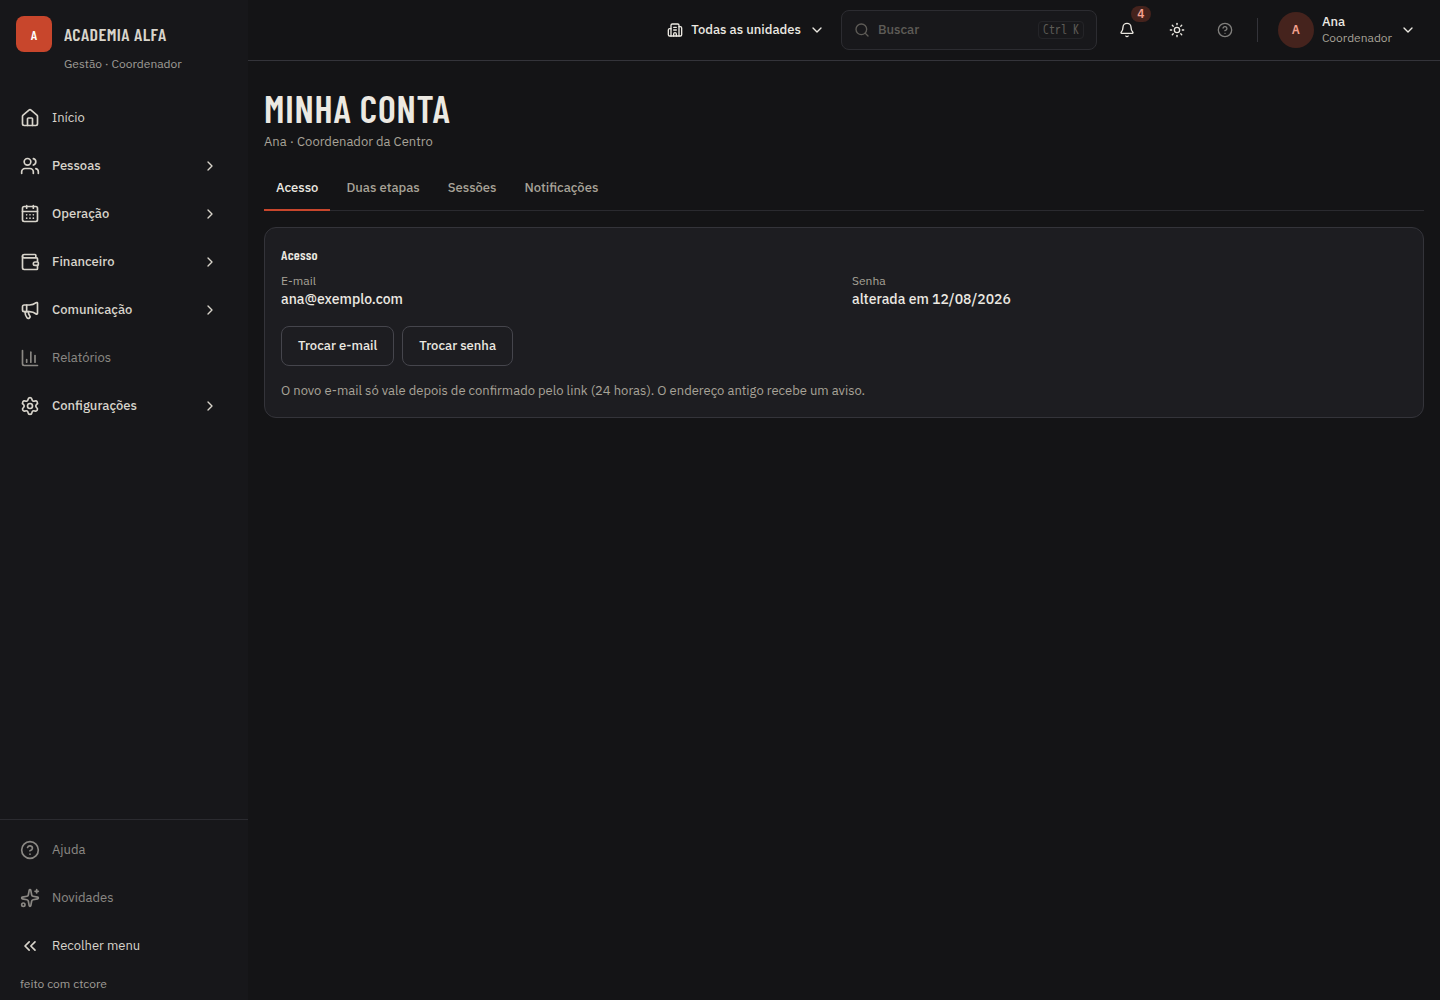 A
ACADEMIA ALFA
Gestão · Coordenador
Início
Pessoas
Operação
Financeiro
Comunicação
Relatórios
Configurações
Ajuda
Novidades
Recolher menu
feito com ctcore
Todas as unidades
Buscar
Ctrl K
4
A
Ana
Coordenador
MINHA CONTA
Ana · Coordenador da Centro
Acesso
Duas etapas
Sessões
Notificações
Acesso
E-mail
ana@exemplo.com
Senha
alterada em 12/08/2026
Trocar e-mail
Trocar senha
O novo e-mail só vale depois de confirmado pelo link (24 horas). O endereço antigo recebe um aviso.